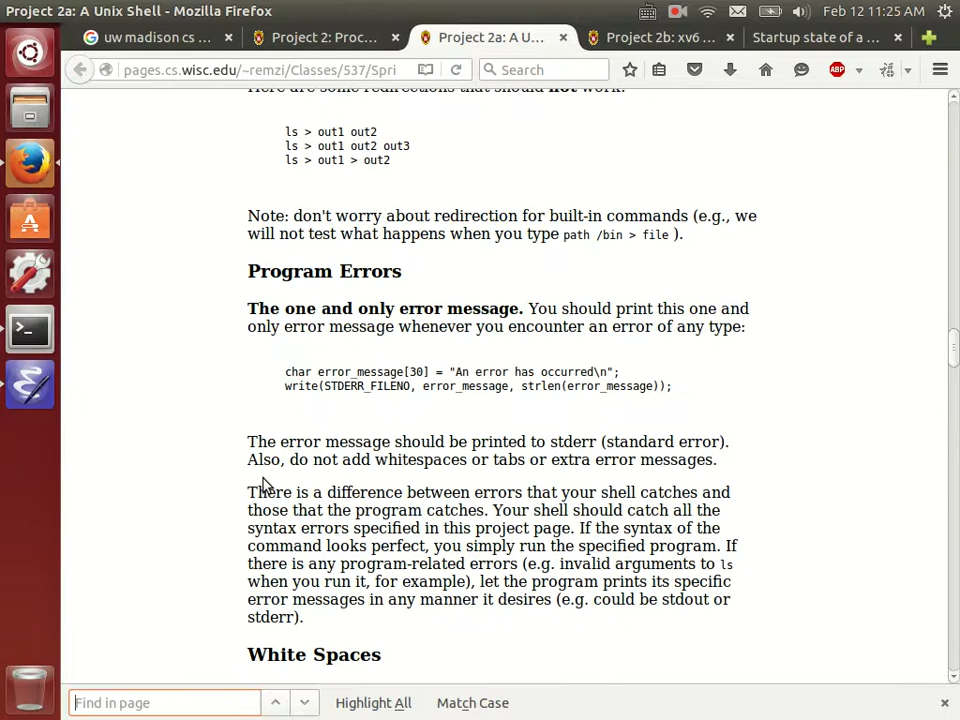 Project 2a: A Unix Shell - Mozilla Firefox
Feb 12 11:25 AM
uw madison cs ...
Project 2: Proc...
Project 2a: A U...
Project 2b: xv6 ...
Startup state of a ...
pages.cs.wisc.edu/~remzi/Classes/537/Spri
Search
ABP
Here are some redirections that should not work:
ls > out1 out2
ls > out1 out2 out3
ls > out1 > out2
Note: don't worry about redirection for built-in commands (e.g., we
will not test what happens when you type path /bin > file ).
Program Errors
The one and only error message. You should print this one and
only error message whenever you encounter an error of any type:
char error_message[30] = "An error has occurred\n";
write(STDERR_FILENO, error_message, strlen(error_message));
The error message should be printed to stderr (standard error).
Also, do not add whitespaces or tabs or extra error messages.
There is a difference between errors that your shell catches and
those that the program catches. Your shell should catch all the
syntax errors specified in this project page. If the syntax of the
command looks perfect, you simply run the specified program. If
there is any program-related errors (e.g. invalid arguments to ls
when you run it, for example), let the program prints its specific
error messages in any manner it desires (e.g. could be stdout or
stderr).
White Spaces
Find in page
Highlight All
Match Case